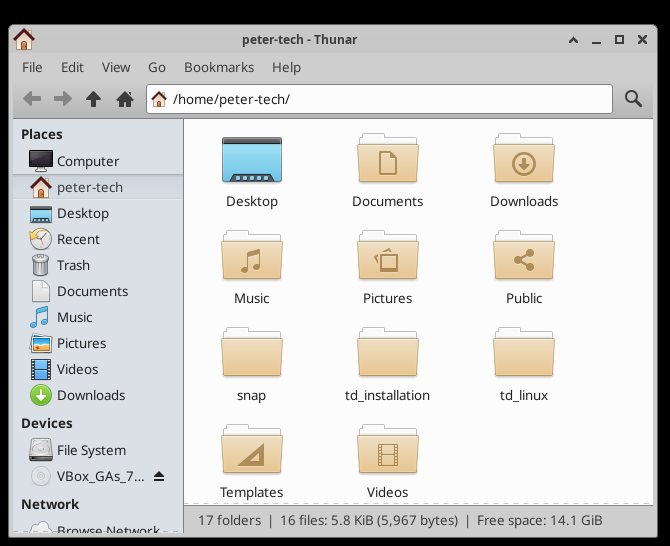 peter-tech - Thunar
File Edit View Go Bookmarks Help
/home/peter-tech/
Places
Computer
peter-tech
Desktop
Recent
Trash
Documents
Music
Pictures
Videos
Downloads
Devices
File System
VBox_GAs_7...
Network
Browse Network
Desktop Documents Downloads
Music Pictures Public
snap td_installation td_linux
Templates Videos
17 folders | 16 files: 5.8 KiB (5,967 bytes) | Free space: 14.1 GiB